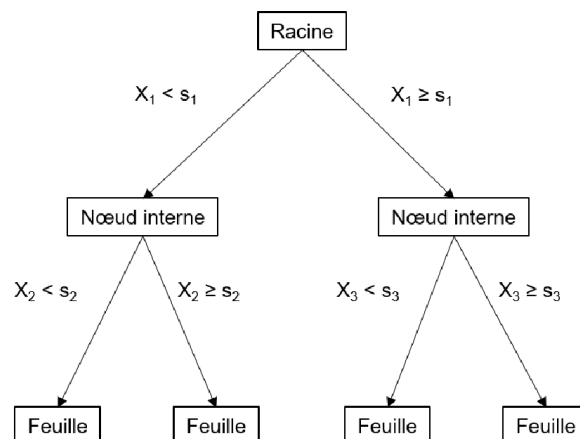 Racine
X₁ < s₁
X₁ ≥ s₁
Nœud interne
Nœud interne
X₂ < s₂
X₂ ≥ s₂
X₃ < s₃
X₃ ≥ s₃
Feuille
Feuille
Feuille
Feuille